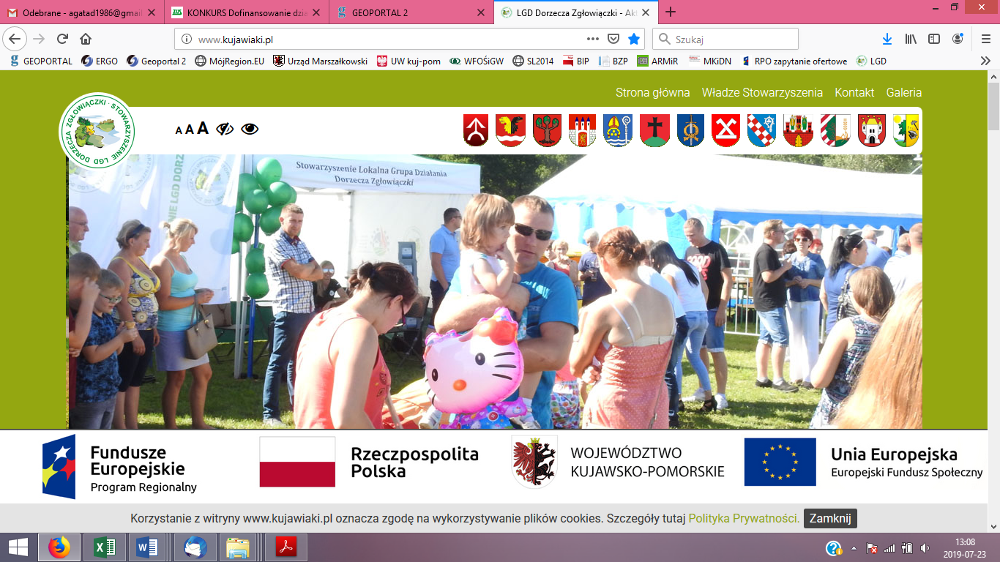 Odebrane - agatad1986@gmai
KONKURS Dofinansowanie dzia
GEOPORTAL 2
LGD Dorzecza Zgłowiączki - Akt
www.kujawiaki.pl
Szukaj
GEOPORTAL
ERGO
Geoportal 2
MójRegion.EU
Urząd Marszałkowski
UW kuj-pom
WFOŚiGW
SL2014
BIP
BZP
ARMiR
MKiDN
RPO zapytanie ofertowe
LGD
Strona główna
Władze Stowarzyszenia
Kontakt
Galeria
STOWARZYSZENIE LGD DORZECZA ZGŁOWIĄCZKI
A A A
Stowarzyszenie Lokalna Grupa Działania
Dorzecza Zgłowiączki
NIE LGD DORZ
Fundusze
Europejskie
Program Regionalny
Rzeczpospolita
Polska
WOJEWÓDZTWO
KUJAWSKO-POMORSKIE
Unia Europejska
Europejski Fundusz Społeczny
Korzystanie z witryny www.kujawiaki.pl oznacza zgodę na wykorzystywanie plików cookies. Szczegóły tutaj Polityka Prywatności. Zamknij
13:08
2019-07-23